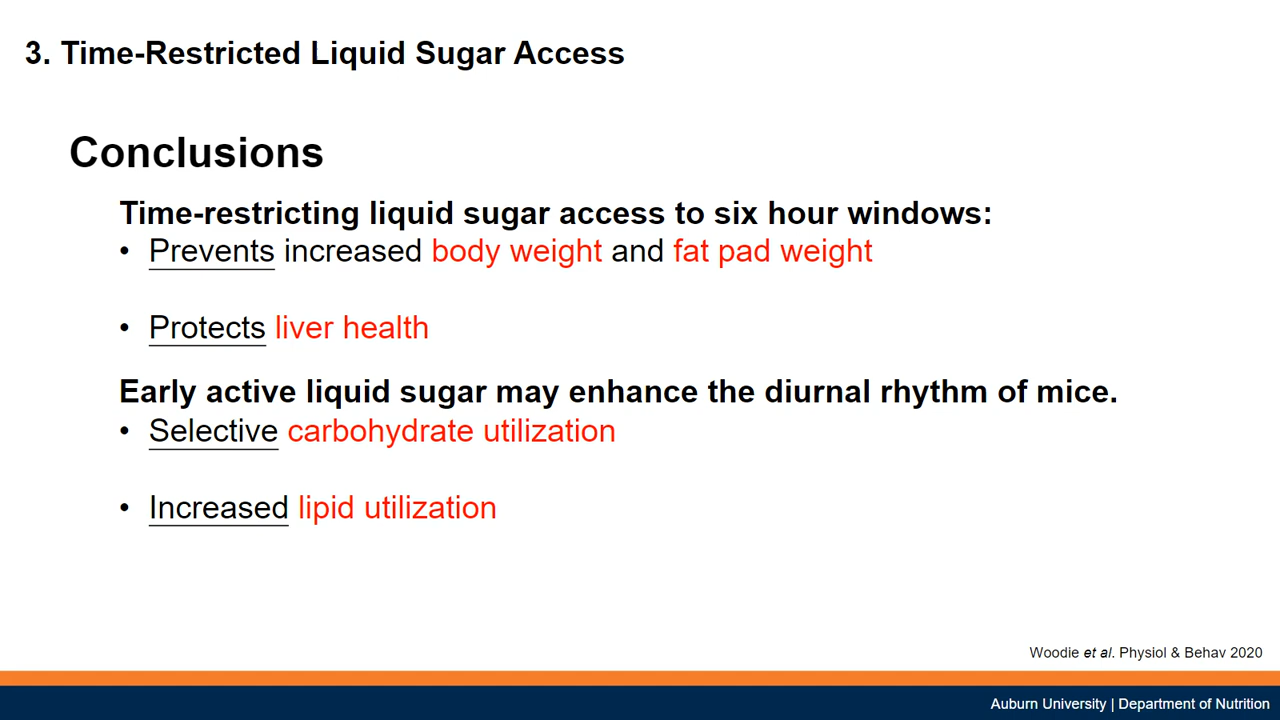 3. Time-Restricted Liquid Sugar Access
Conclusions
Time-restricting liquid sugar access to six hour windows:
• Prevents increased body weight and fat pad weight
• Protects liver health
Early active liquid sugar may enhance the diurnal rhythm of mice.
• Selective carbohydrate utilization
• Increased lipid utilization
Woodie et al. Physiol & Behav 2020
Auburn University | Department of Nutrition